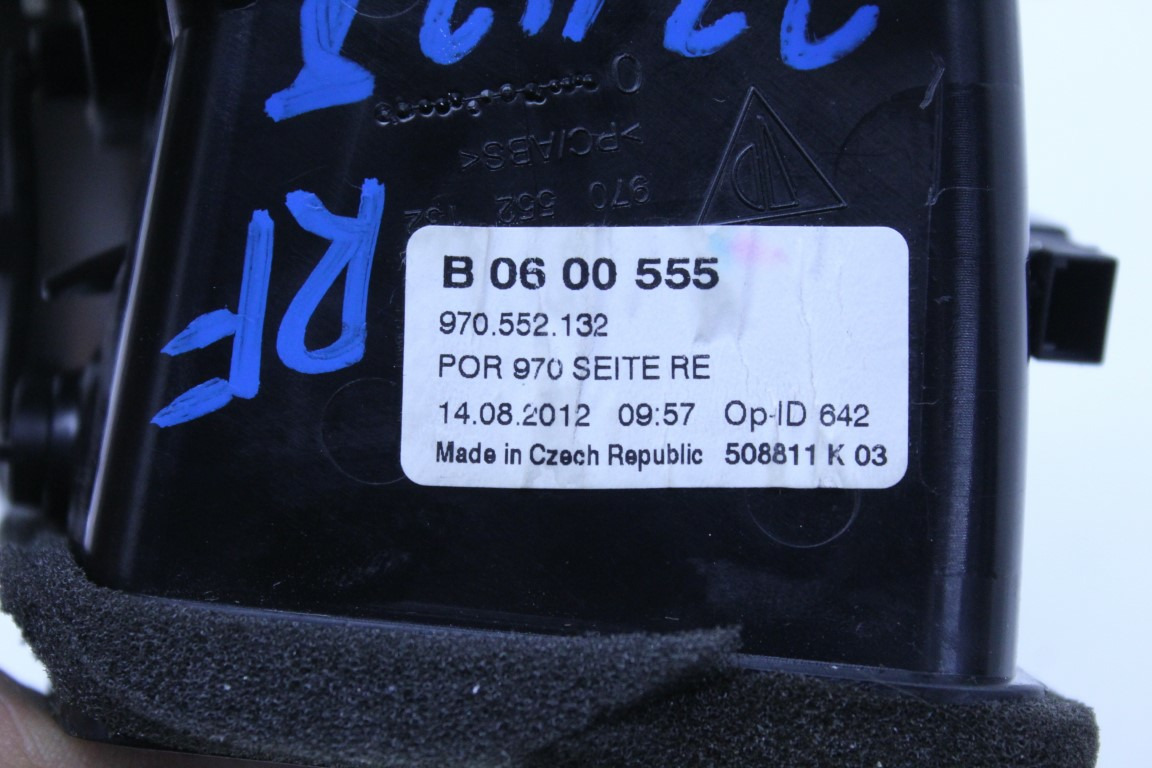 >PC/ABS<
970 552 132
RF
B 06 00 555
970.552.132
POR 970 SEITE RE
14.08.2012 09:57 Op-ID 642
Made in Czech Republic 508811 K 03